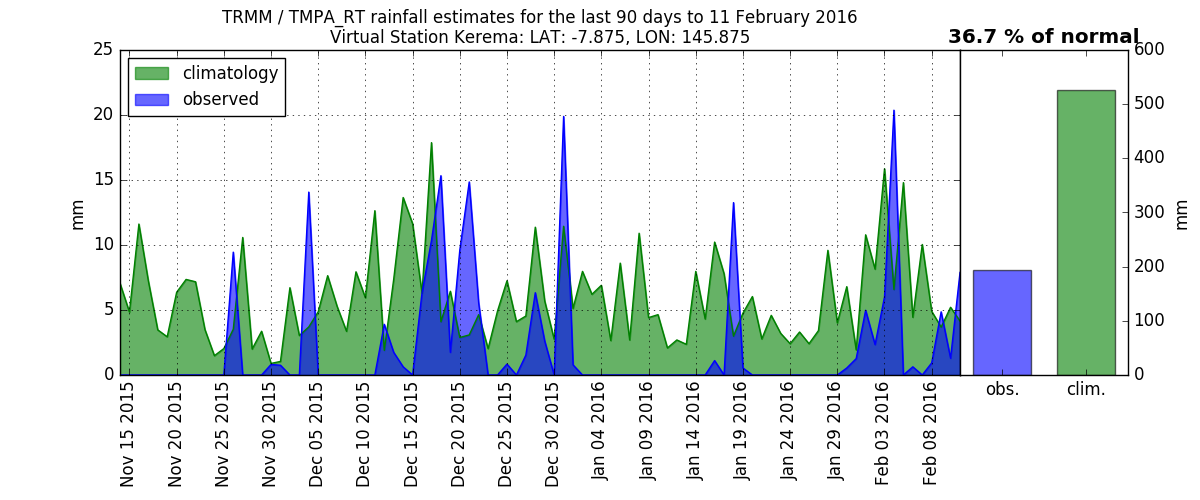 TRMM / TMPA_RT rainfall estimates for the last 90 days to 11 February 2016
Virtual Station Kerema: LAT: -7.875, LON: 145.875
36.7 % of normal
climatology
observed
25
20
15
10
5
0
mm
Nov 15 2015
Nov 20 2015
Nov 25 2015
Nov 30 2015
Dec 05 2015
Dec 10 2015
Dec 15 2015
Dec 20 2015
Dec 25 2015
Dec 30 2015
Jan 04 2016
Jan 09 2016
Jan 14 2016
Jan 19 2016
Jan 24 2016
Jan 29 2016
Feb 03 2016
Feb 08 2016
obs.
clim.
600
500
400
300
200
100
0
mm